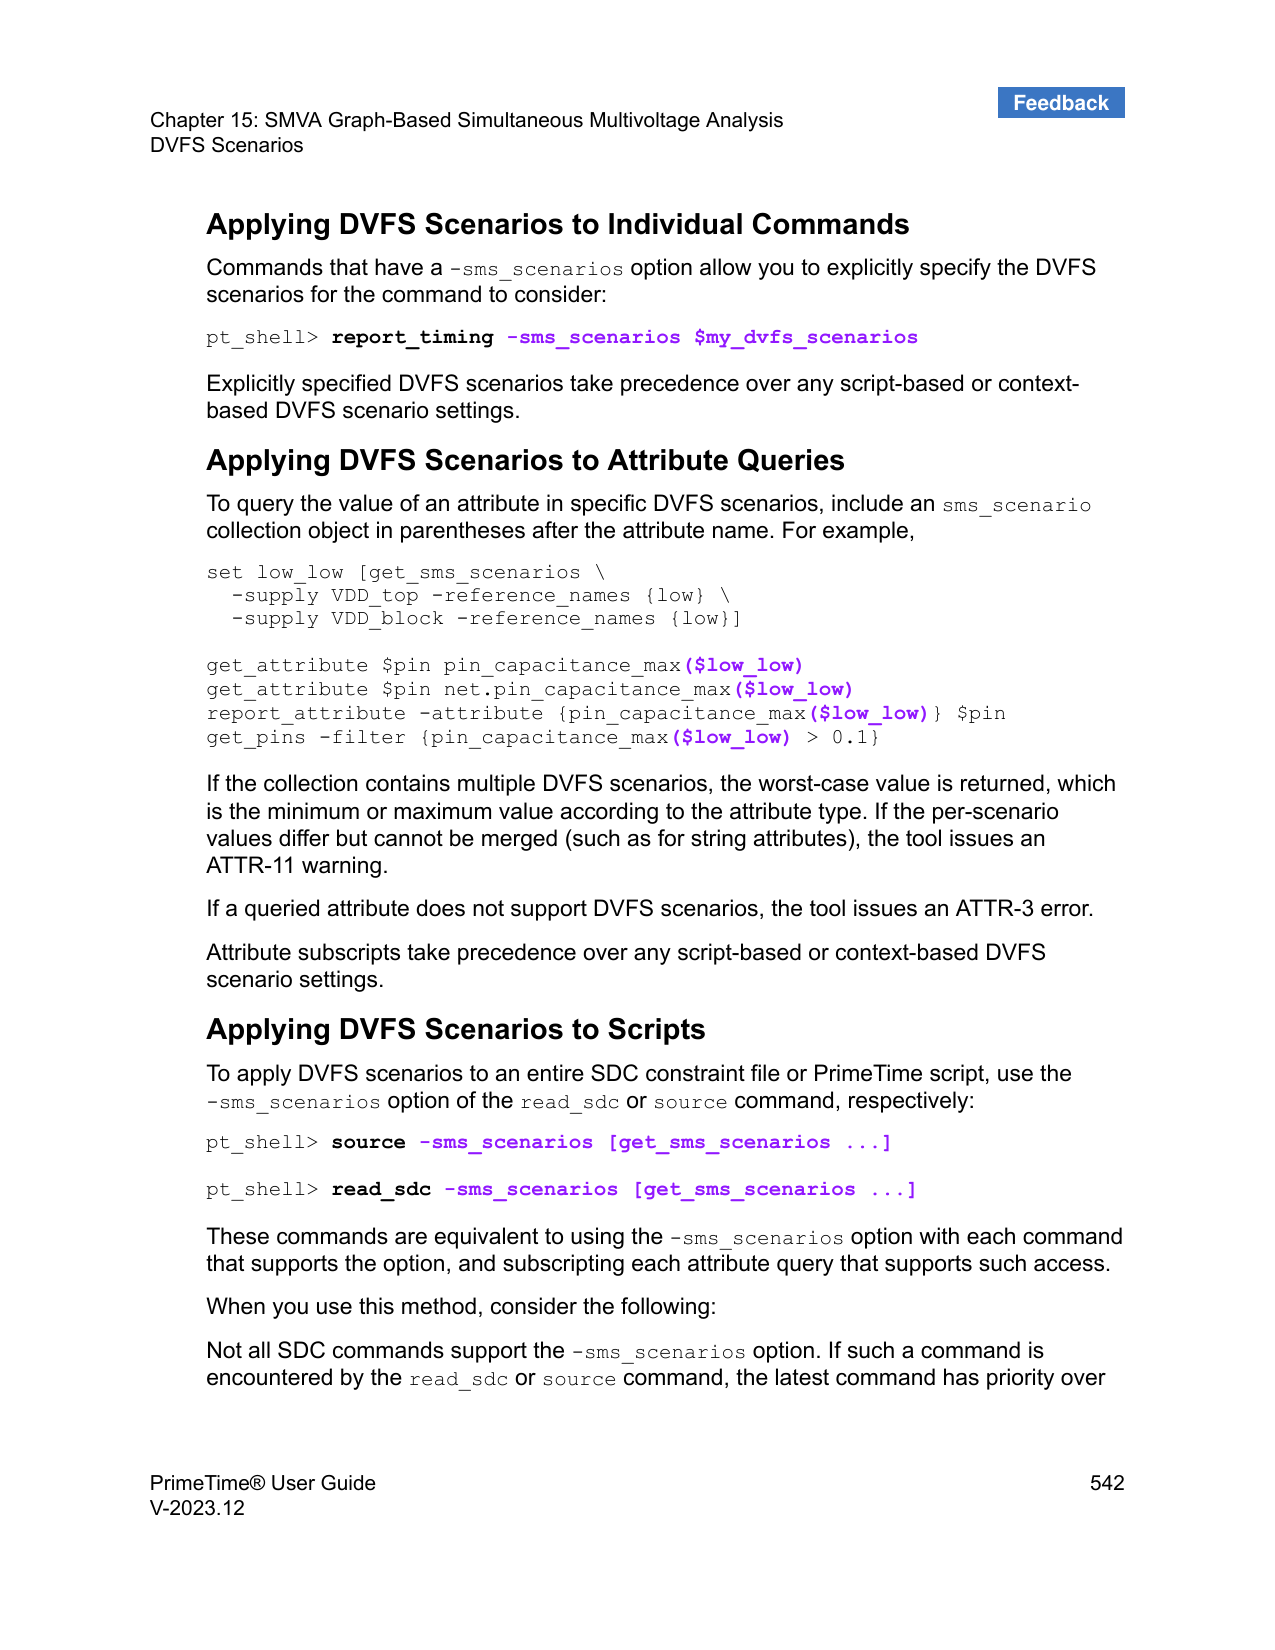 Feedback
Chapter 15: SMVA Graph-Based Simultaneous Multivoltage Analysis
DVFS Scenarios
Applying DVFS Scenarios to Individual Commands
Commands that have a -sms_scenarios option allow you to explicitly specify the DVFS
scenarios for the command to consider:
pt_shell> report_timing -sms_scenarios $my_dvfs_scenarios
Explicitly specified DVFS scenarios take precedence over any script-based or context-
based DVFS scenario settings.
Applying DVFS Scenarios to Attribute Queries
To query the value of an attribute in specific DVFS scenarios, include an sms_scenario
collection object in parentheses after the attribute name. For example,
set low_low [get_sms_scenarios \
  -supply VDD_top -reference_names {low} \
  -supply VDD_block -reference_names {low}]
get_attribute $pin pin_capacitance_max($low_low)
get_attribute $pin net.pin_capacitance_max($low_low)
report_attribute -attribute {pin_capacitance_max($low_low)} $pin
get_pins -filter {pin_capacitance_max($low_low) > 0.1}
If the collection contains multiple DVFS scenarios, the worst-case value is returned, which
is the minimum or maximum value according to the attribute type. If the per-scenario
values differ but cannot be merged (such as for string attributes), the tool issues an
ATTR-11 warning.
If a queried attribute does not support DVFS scenarios, the tool issues an ATTR-3 error.
Attribute subscripts take precedence over any script-based or context-based DVFS
scenario settings.
Applying DVFS Scenarios to Scripts
To apply DVFS scenarios to an entire SDC constraint file or PrimeTime script, use the
-sms_scenarios option of the read_sdc or source command, respectively:
pt_shell> source -sms_scenarios [get_sms_scenarios ...]
pt_shell> read_sdc -sms_scenarios [get_sms_scenarios ...]
These commands are equivalent to using the -sms_scenarios option with each command
that supports the option, and subscripting each attribute query that supports such access.
When you use this method, consider the following:
Not all SDC commands support the -sms_scenarios option. If such a command is
encountered by the read_sdc or source command, the latest command has priority over
PrimeTime® User Guide
542
V-2023.12